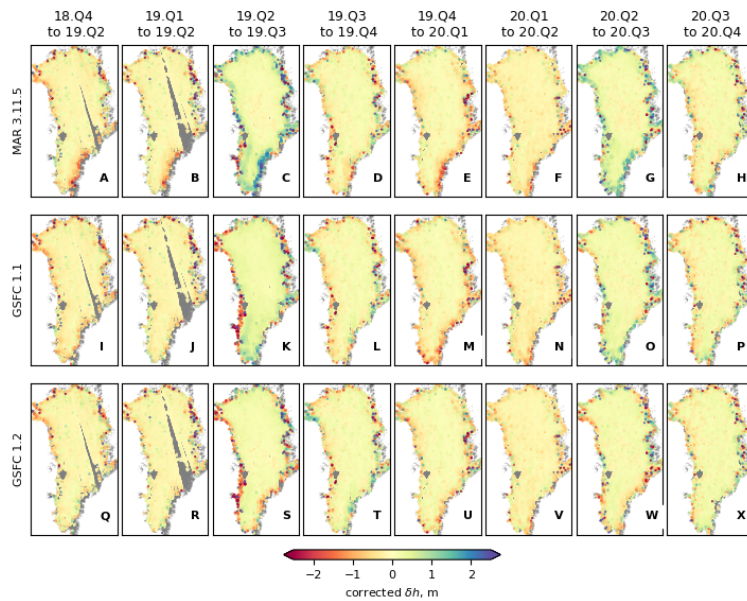 18.Q4 19.Q1 19.Q2 19.Q3 19.Q4 20.Q1 20.Q2 20.Q3
to 19.Q2 to 19.Q2 to 19.Q3 to 19.Q4 to 20.Q1 to 20.Q2 to 20.Q3 to 20.Q4
MAR 3.11.5
A B C D E F G H
GSFC 1.1
I J K L M N O P
GSFC 1.2
Q R S T U V W X
−2 −1 0 1 2
corrected δh, m